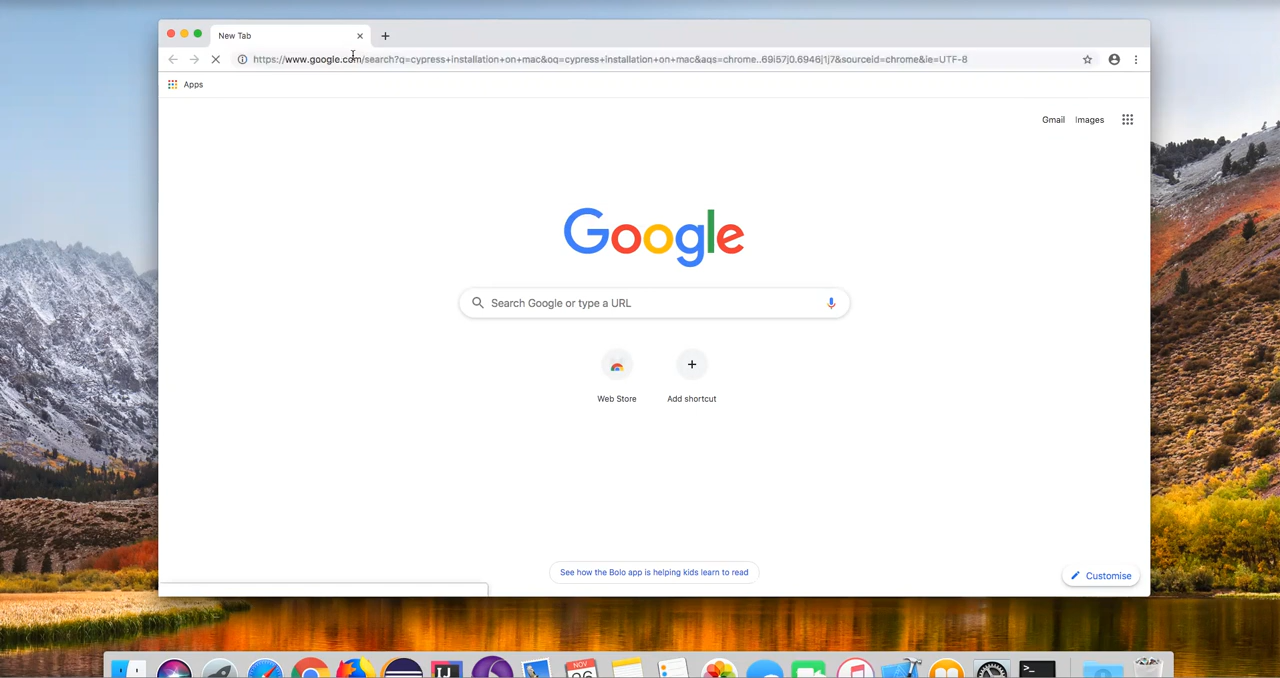 New Tab
https://www.google.com/search?q=cypress+installation+on+mac&oq=cypress+installation+on+mac&aqs=chrome..69i57j0.6946j1j7&sourceid=chrome&ie=UTF-8
Apps
Gmail Images
Google
Search Google or type a URL
Web Store Add shortcut
See how the Bolo app is helping kids learn to read
Customise
NOV
IJ